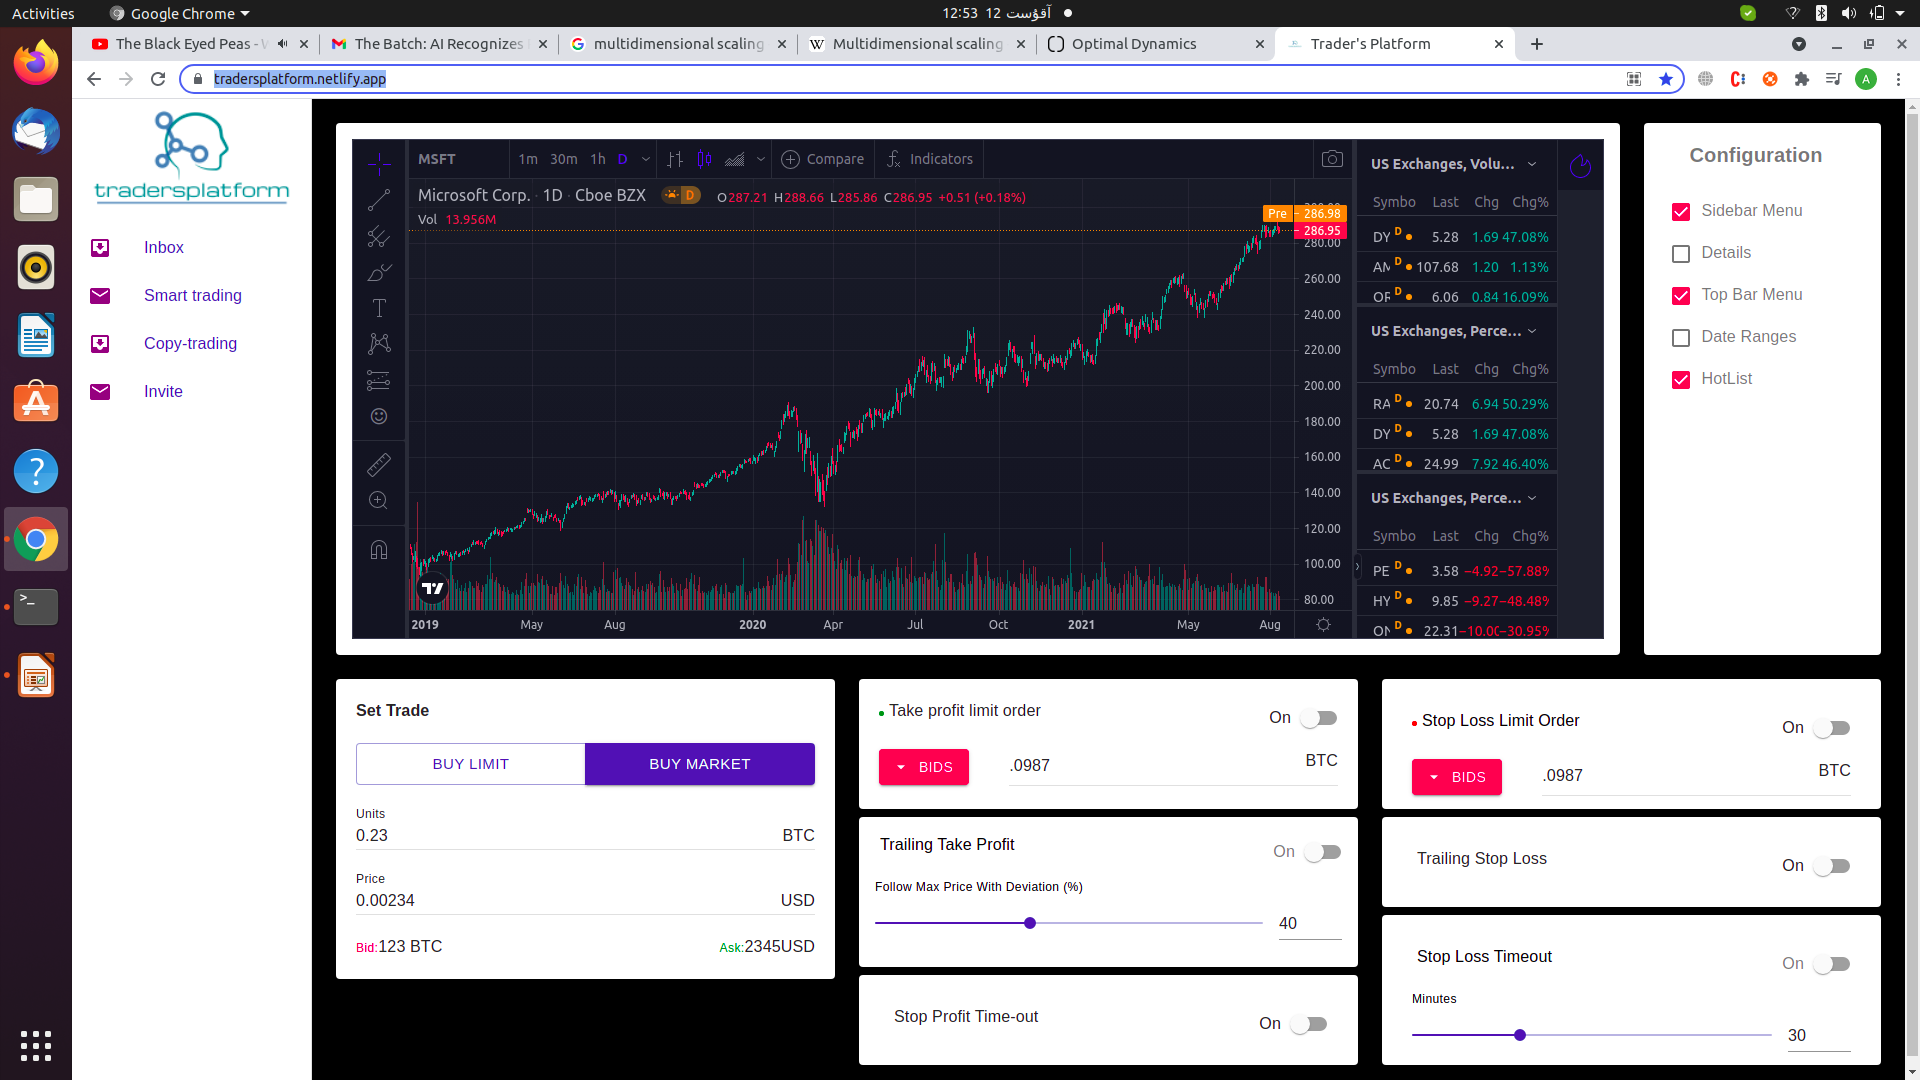 Activities
Google Chrome
12:53 12 آقۇست
The Black Eyed Peas -
The Batch: AI Recognizes
multidimensional scaling
Multidimensional scaling
Optimal Dynamics
Trader's Platform
tradersplatform.netlify.app
A
tradersplatform
Inbox
Smart trading
Copy-trading
Invite
MSFT
1m 30m 1h D
Compare
Indicators
Microsoft Corp. · 1D · Cboe BZX
D
O287.21 H288.66 L285.86 C286.95 +0.51 (+0.18%)
Vol 13.956M
Pre 286.98
286.95
280.00
260.00
240.00
220.00
200.00
180.00
160.00
140.00
120.00
100.00
80.00
2019 May Aug 2020 Apr Jul Oct 2021 May Aug
US Exchanges, Volu...
Symbo Last Chg Chg%
DY D 5.28 1.69 47.08%
AM D 107.68 1.20 1.13%
OR D 6.06 0.84 16.09%
US Exchanges, Perce...
Symbo Last Chg Chg%
RA D 20.74 6.94 50.29%
DY D 5.28 1.69 47.08%
AC D 24.99 7.92 46.40%
US Exchanges, Perce...
Symbo Last Chg Chg%
PE D 3.58 −4.92 −57.88%
HY D 9.85 −9.27 −48.48%
ON D 22.31 −10.00 −30.95%
Configuration
Sidebar Menu
Details
Top Bar Menu
Date Ranges
HotList
Set Trade
BUY LIMIT
BUY MARKET
Units
0.23 BTC
Price
0.00234 USD
Bid:123 BTC
Ask:2345USD
Take profit limit order
On
BIDS
.0987
BTC
Trailing Take Profit
On
Follow Max Price With Deviation (%)
40
Stop Profit Time-out
On
Stop Loss Limit Order
On
BIDS
.0987
BTC
Trailing Stop Loss
On
Stop Loss Timeout
On
Minutes
30